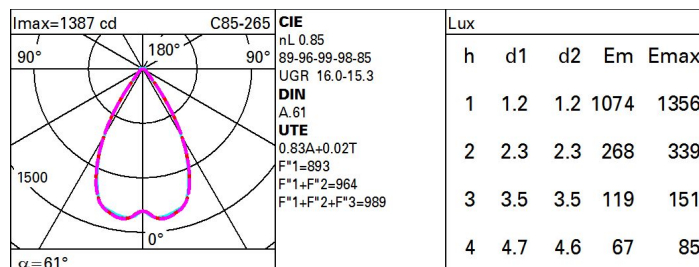 Imax=1387 cd C85-265
90° 180° 90°
1500
0°
α=61°
CIE
nL 0.85
89-96-99-98-85
UGR 16.0-15.3
DIN
A.61
UTE
0.83A+0.02T
F"1=893
F"1+F"2=964
F"1+F"2+F"3=989
Lux
h d1 d2 Em Emax
1 1.2 1.2 1074 1356
2 2.3 2.3 268 339
3 3.5 3.5 119 151
4 4.7 4.6 67 85